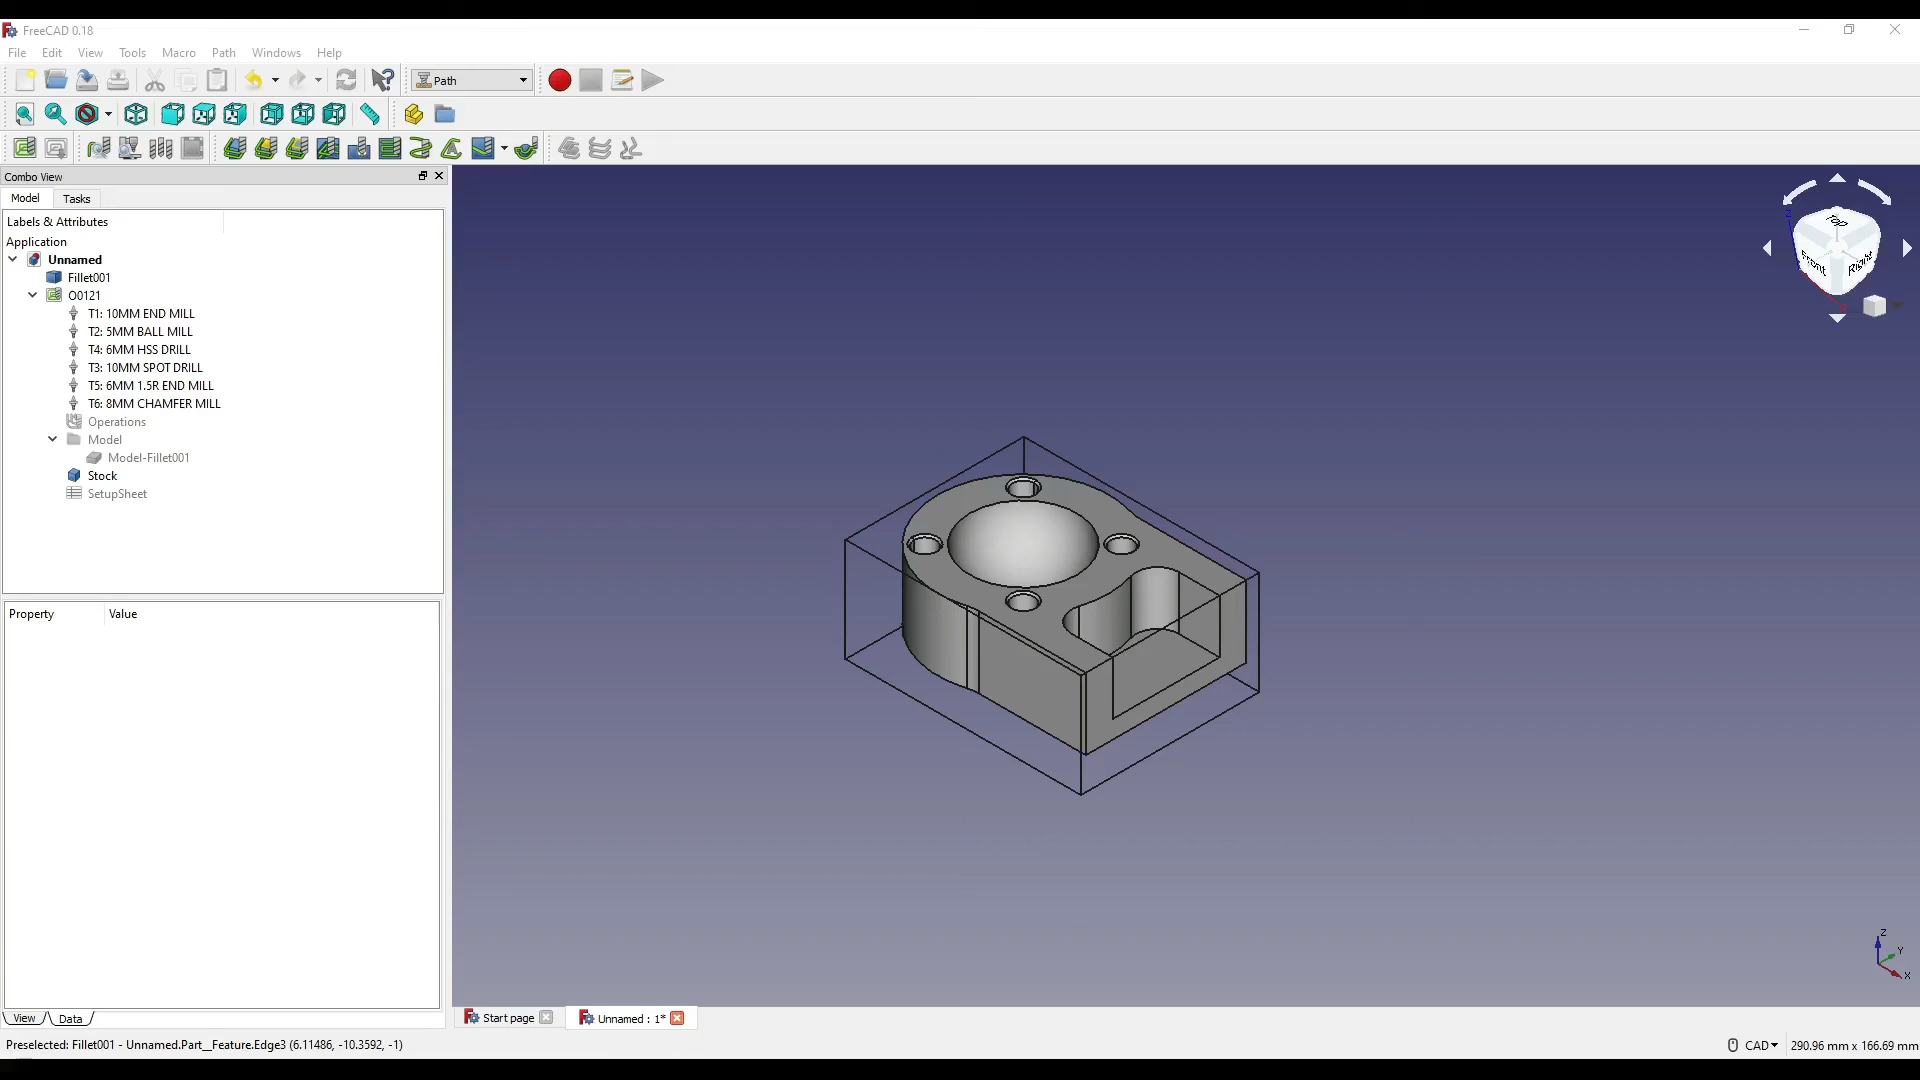 FreeCAD 0.18
File Edit View Tools Macro Path Windows Help
Path
Combo View
Model Tasks
Labels & Attributes
Application
Unnamed
Fillet001
O0121
T1: 10MM END MILL
T2: 5MM BALL MILL
T4: 6MM HSS DRILL
T3: 10MM SPOT DRILL
T5: 6MM 1.5R END MILL
T6: 8MM CHAMFER MILL
Operations
Model
Model-Fillet001
Stock
SetupSheet
Property Value
View Data
Top
Front Right
Z
Z
Y
X
Start page Unnamed : 1*
Preselected: Fillet001 - Unnamed.Part__Feature.Edge3 (6.11486, -10.3592, -1)
CAD 290.96 mm x 166.69 mm